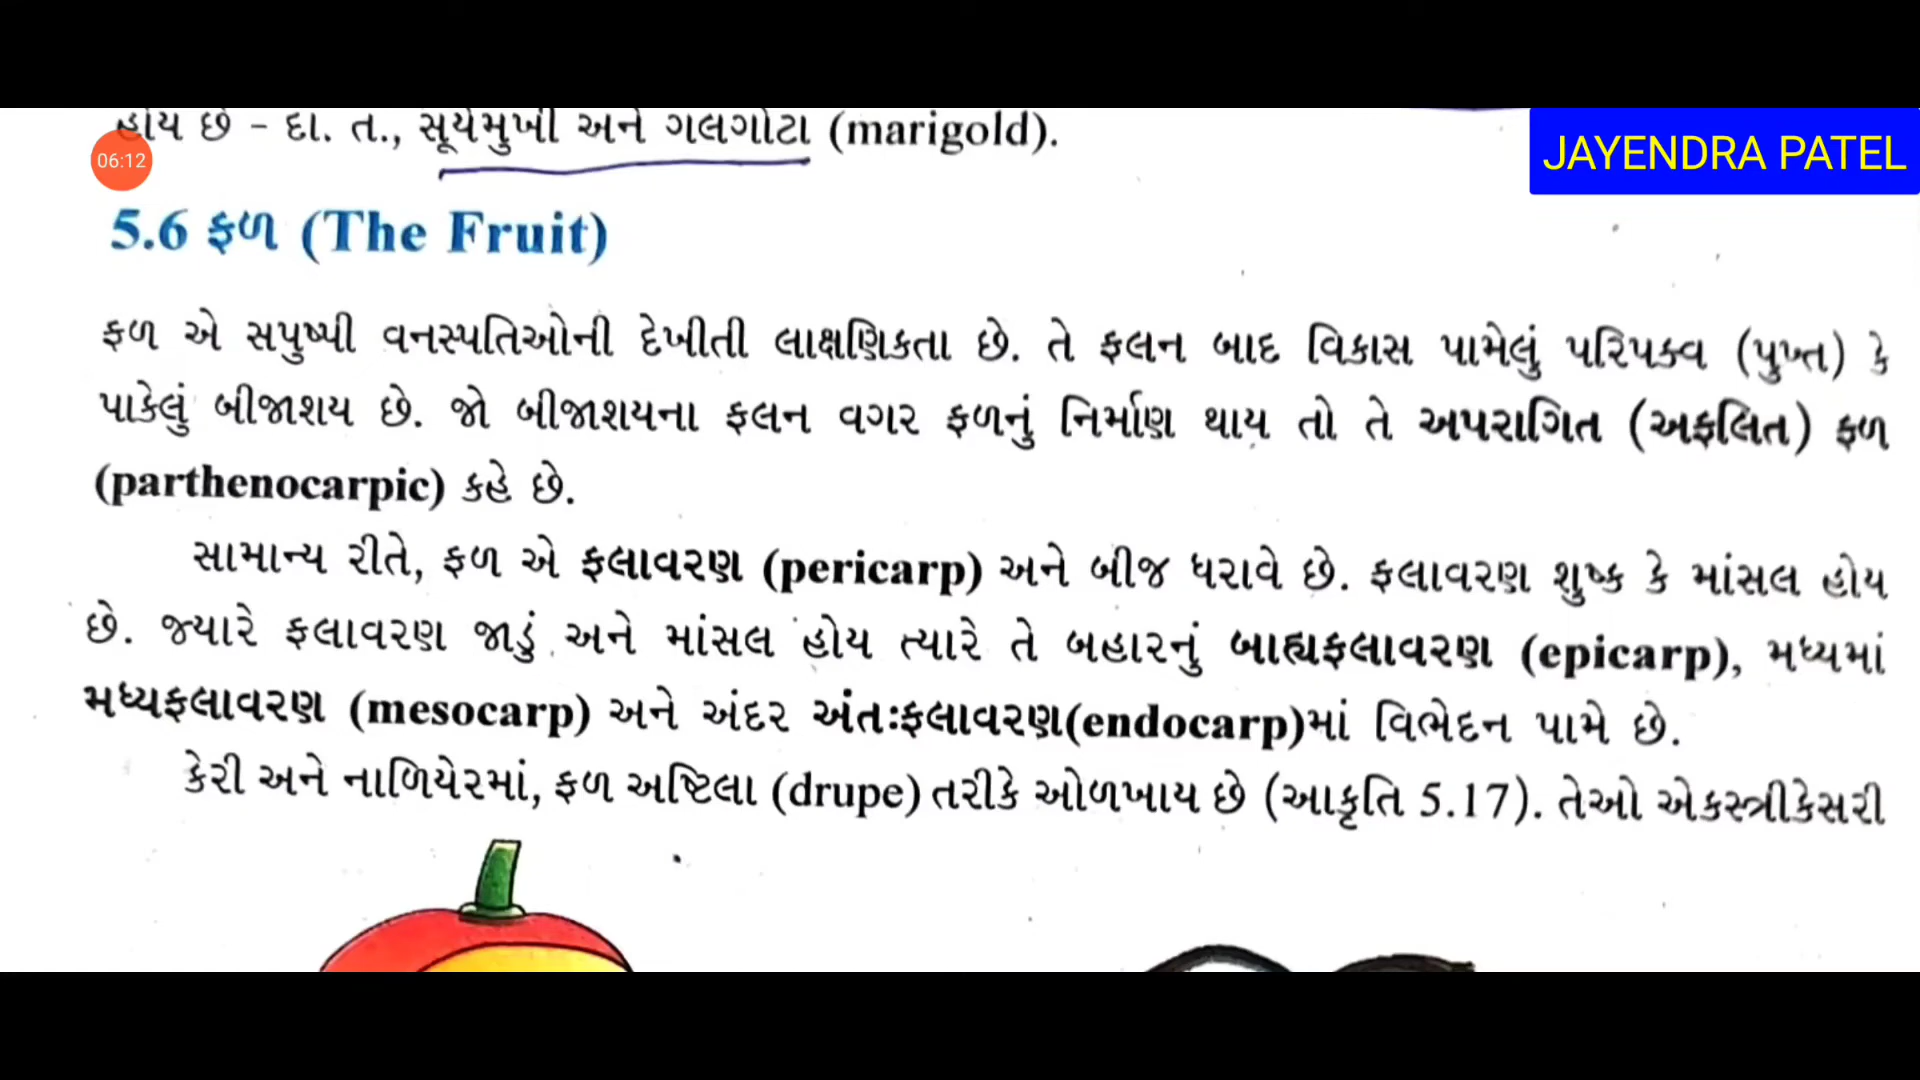 હોય છે - દા. ત., સૂર્યમુખી અને ગલગોટા (marigold).
06:12
JAYENDRA PATEL
5.6 ફળ (The Fruit)
ફળ એ સપુષ્પી વનસ્પતિઓની દેખીતી લાક્ષણિકતા છે. તે ફલન બાદ વિકાસ પામેલું પરિપક્વ (પુખ્ત) કે
પાકેલું બીજાશય છે. જો બીજાશયના ફલન વગર ફળનું નિર્માણ થાય તો તે અપરાગિત (અફલિત) ફળ
(parthenocarpic) કહે છે.
સામાન્ય રીતે, ફળ એ ફલાવરણ (pericarp) અને બીજ ધરાવે છે. ફલાવરણ શુષ્ક કે માંસલ હોય
છે. જ્યારે ફલાવરણ જાડું અને માંસલ હોય ત્યારે તે બહારનું બાહ્યફલાવરણ (epicarp), મધ્યમાં
મધ્યફલાવરણ (mesocarp) અને અંદર અંતઃફલાવરણ(endocarp)માં વિભેદન પામે છે.
કેરી અને નાળિયેરમાં, ફળ અષ્ટિલા (drupe) તરીકે ઓળખાય છે (આકૃતિ 5.17). તેઓ એકસ્ત્રીકેસરી